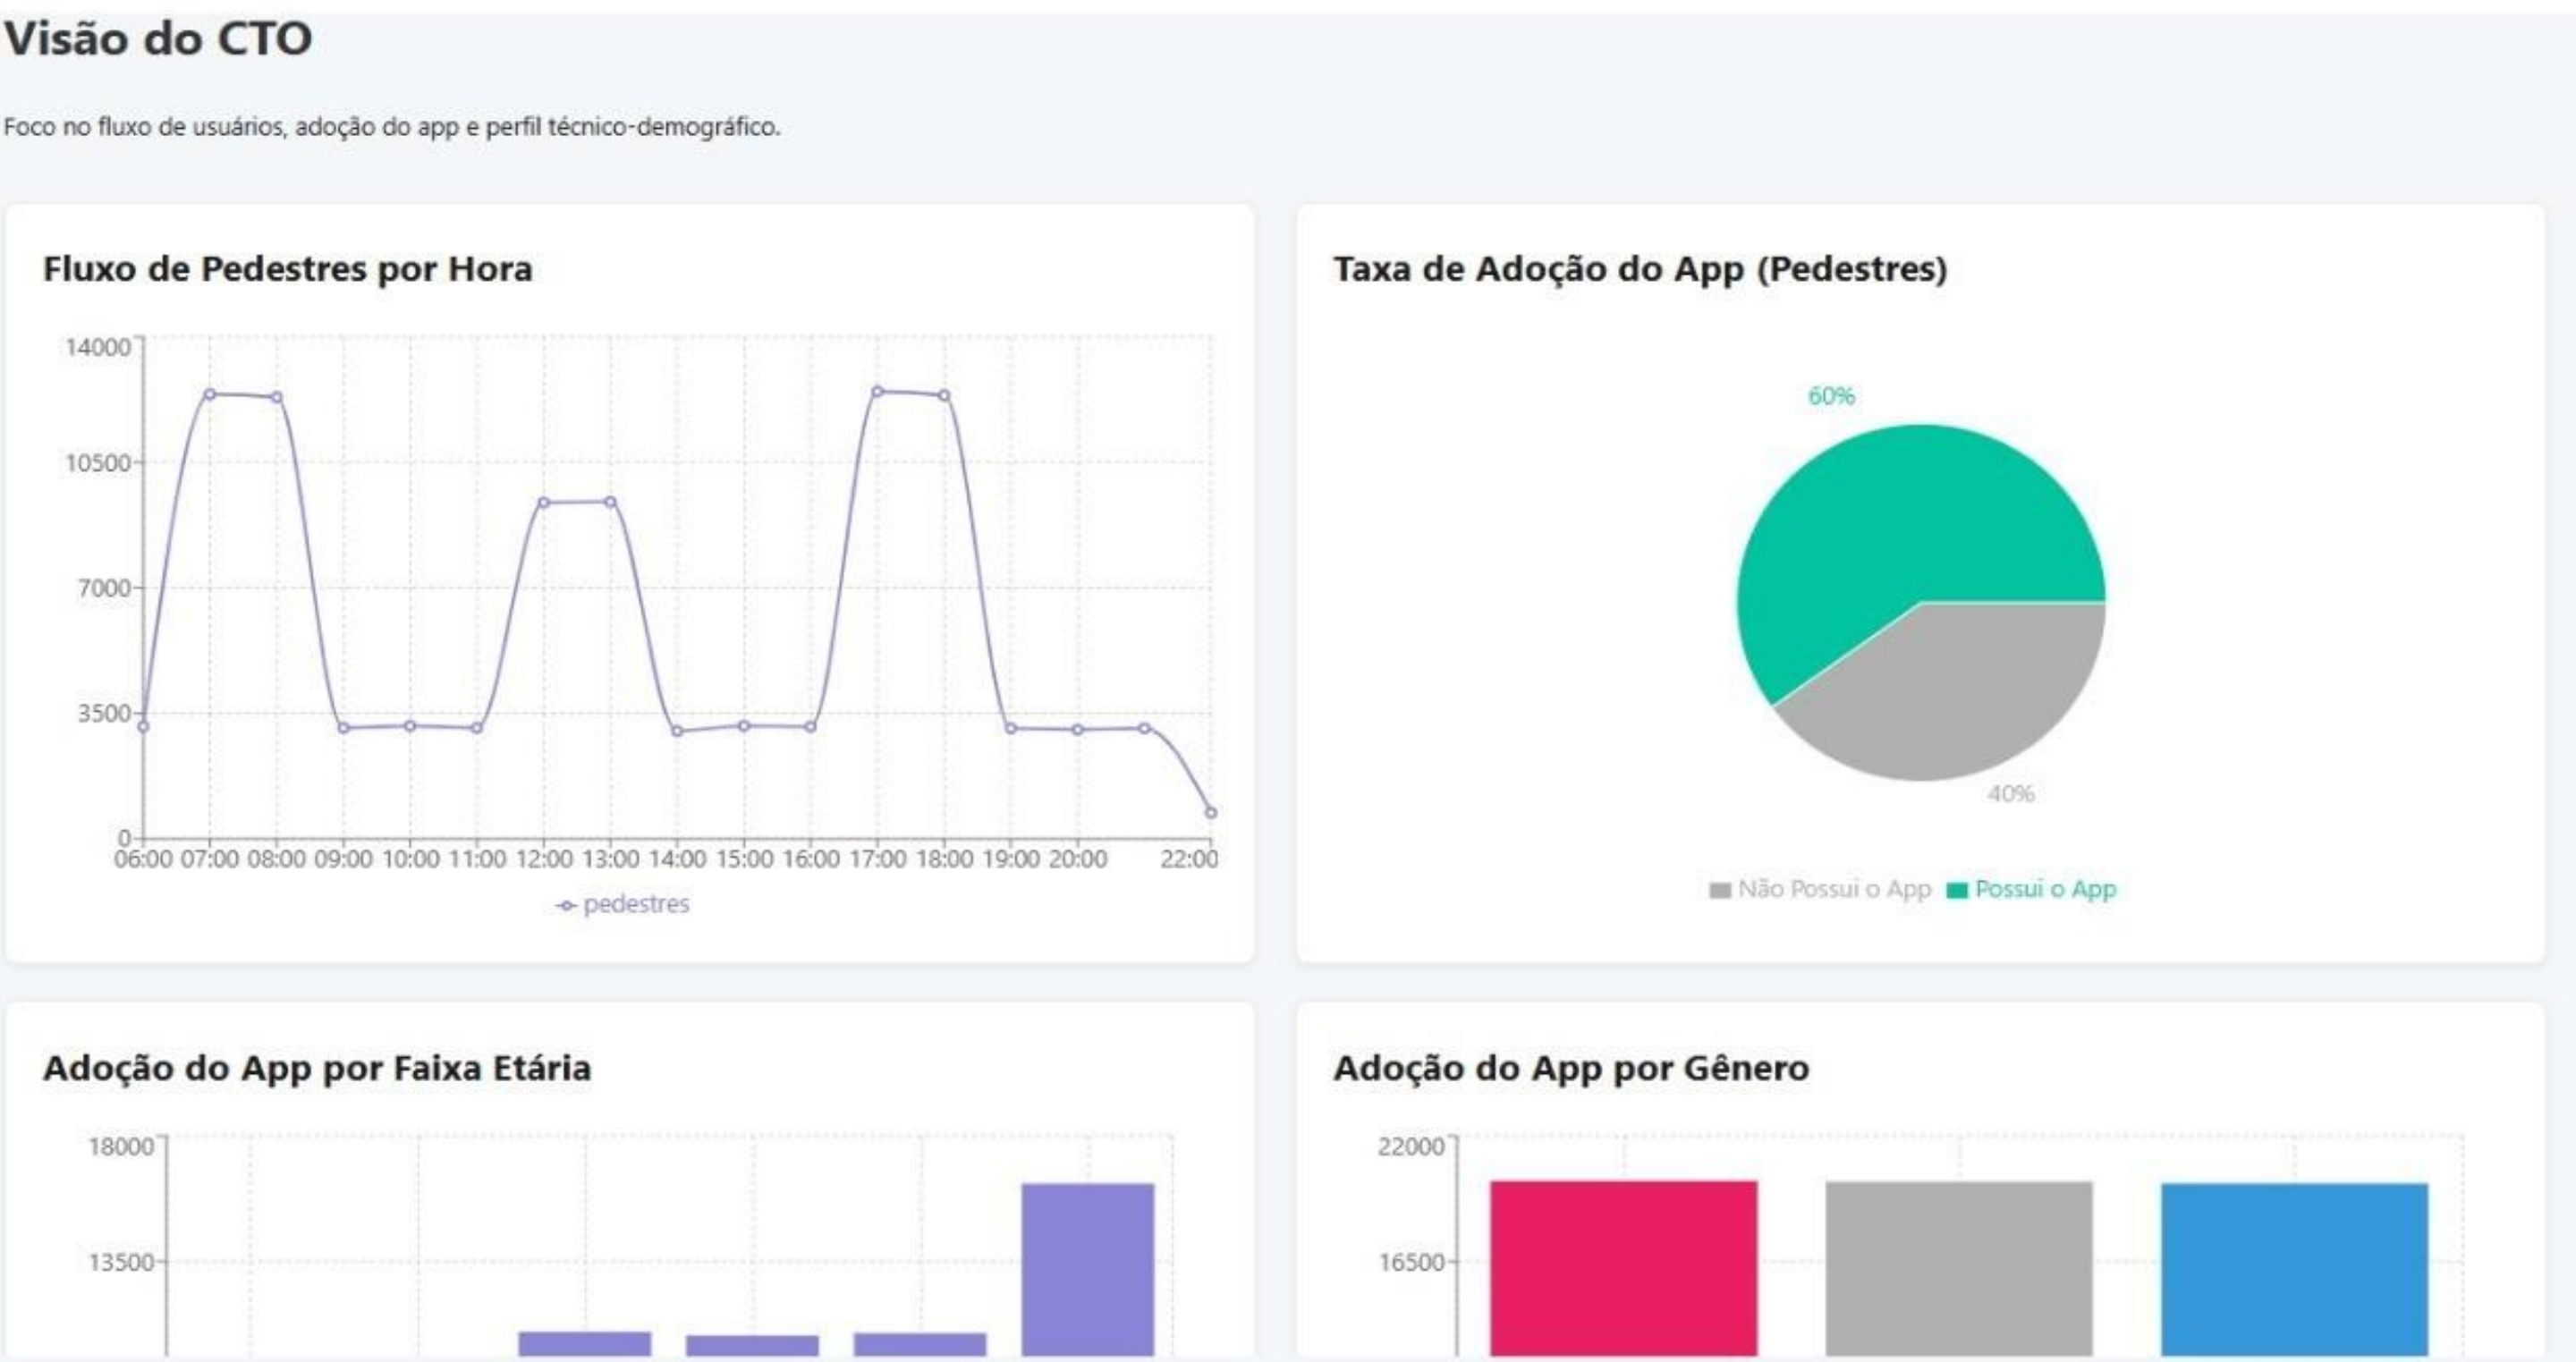 Visão do CTO
Foco no fluxo de usuários, adoção do app e perfil técnico-demográfico.
Fluxo de Pedestres por Hora
14000
10500
7000
3500
0
06:00 07:00 08:00 09:00 10:00 11:00 12:00 13:00 14:00 15:00 16:00 17:00 18:00 19:00 20:00 22:00
pedestres
Taxa de Adoção do App (Pedestres)
60%
40%
Não Possui o App Possui o App
Adoção do App por Faixa Etária
18000
13500
Adoção do App por Gênero
22000
16500